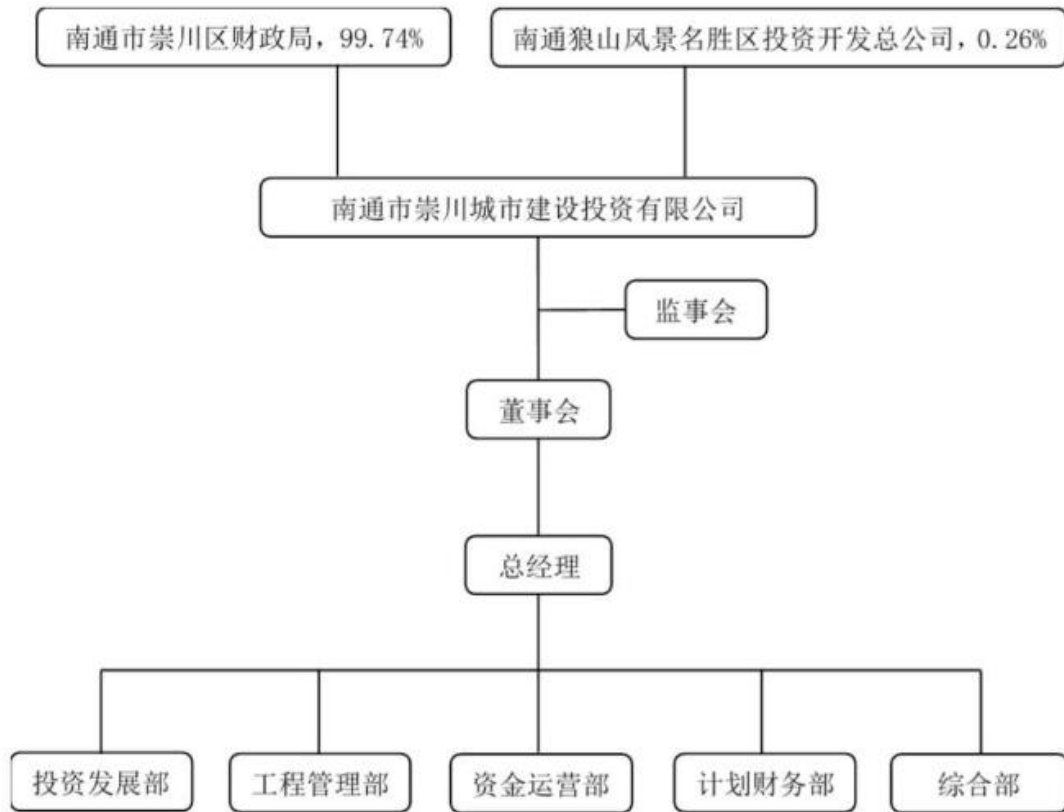 南通市崇川区财政局，99.74%
南通狼山风景名胜区投资开发总公司，0.26%
南通市崇川城市建设投资有限公司
监事会
董事会
总经理
投资发展部
工程管理部
资金运营部
计划财务部
综合部